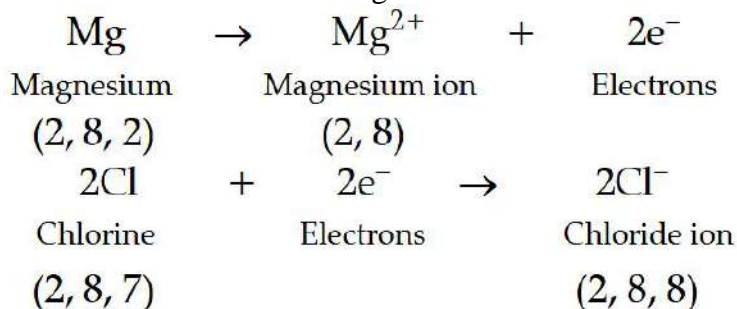 Mg → Mg²⁺ + 2e⁻
Magnesium Magnesium ion Electrons
(2, 8, 2) (2, 8)
2Cl + 2e⁻ → 2Cl⁻
Chlorine Electrons Chloride ion
(2, 8, 7) (2, 8, 8)